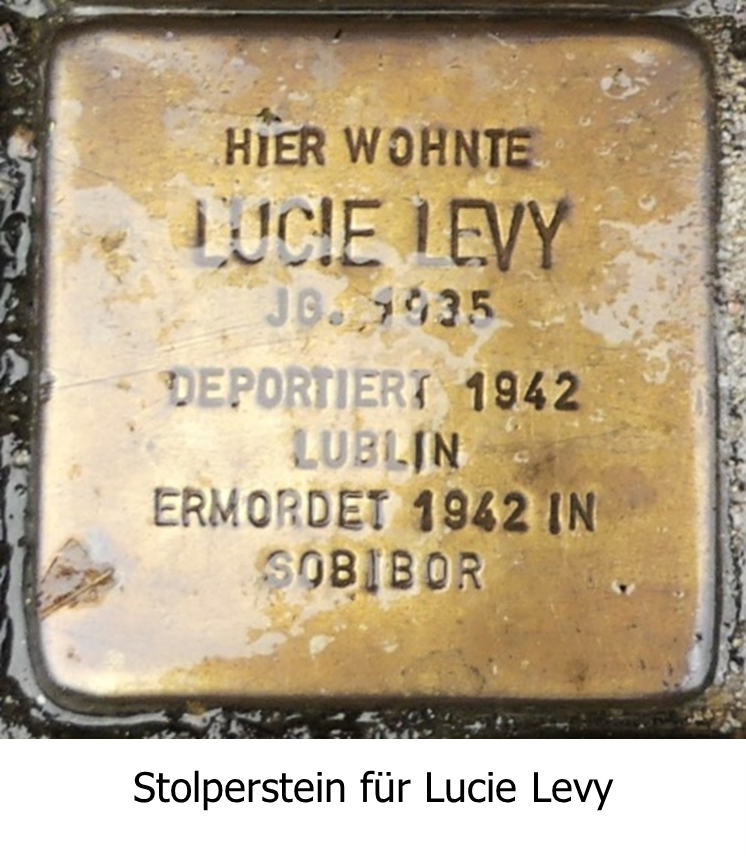 HIER WOHNTE
LUCIE LEVY
JG. 1935
DEPORTIERT 1942
LUBLIN
ERMORDET 1942 IN
SOBIBOR
Stolperstein für Lucie Levy